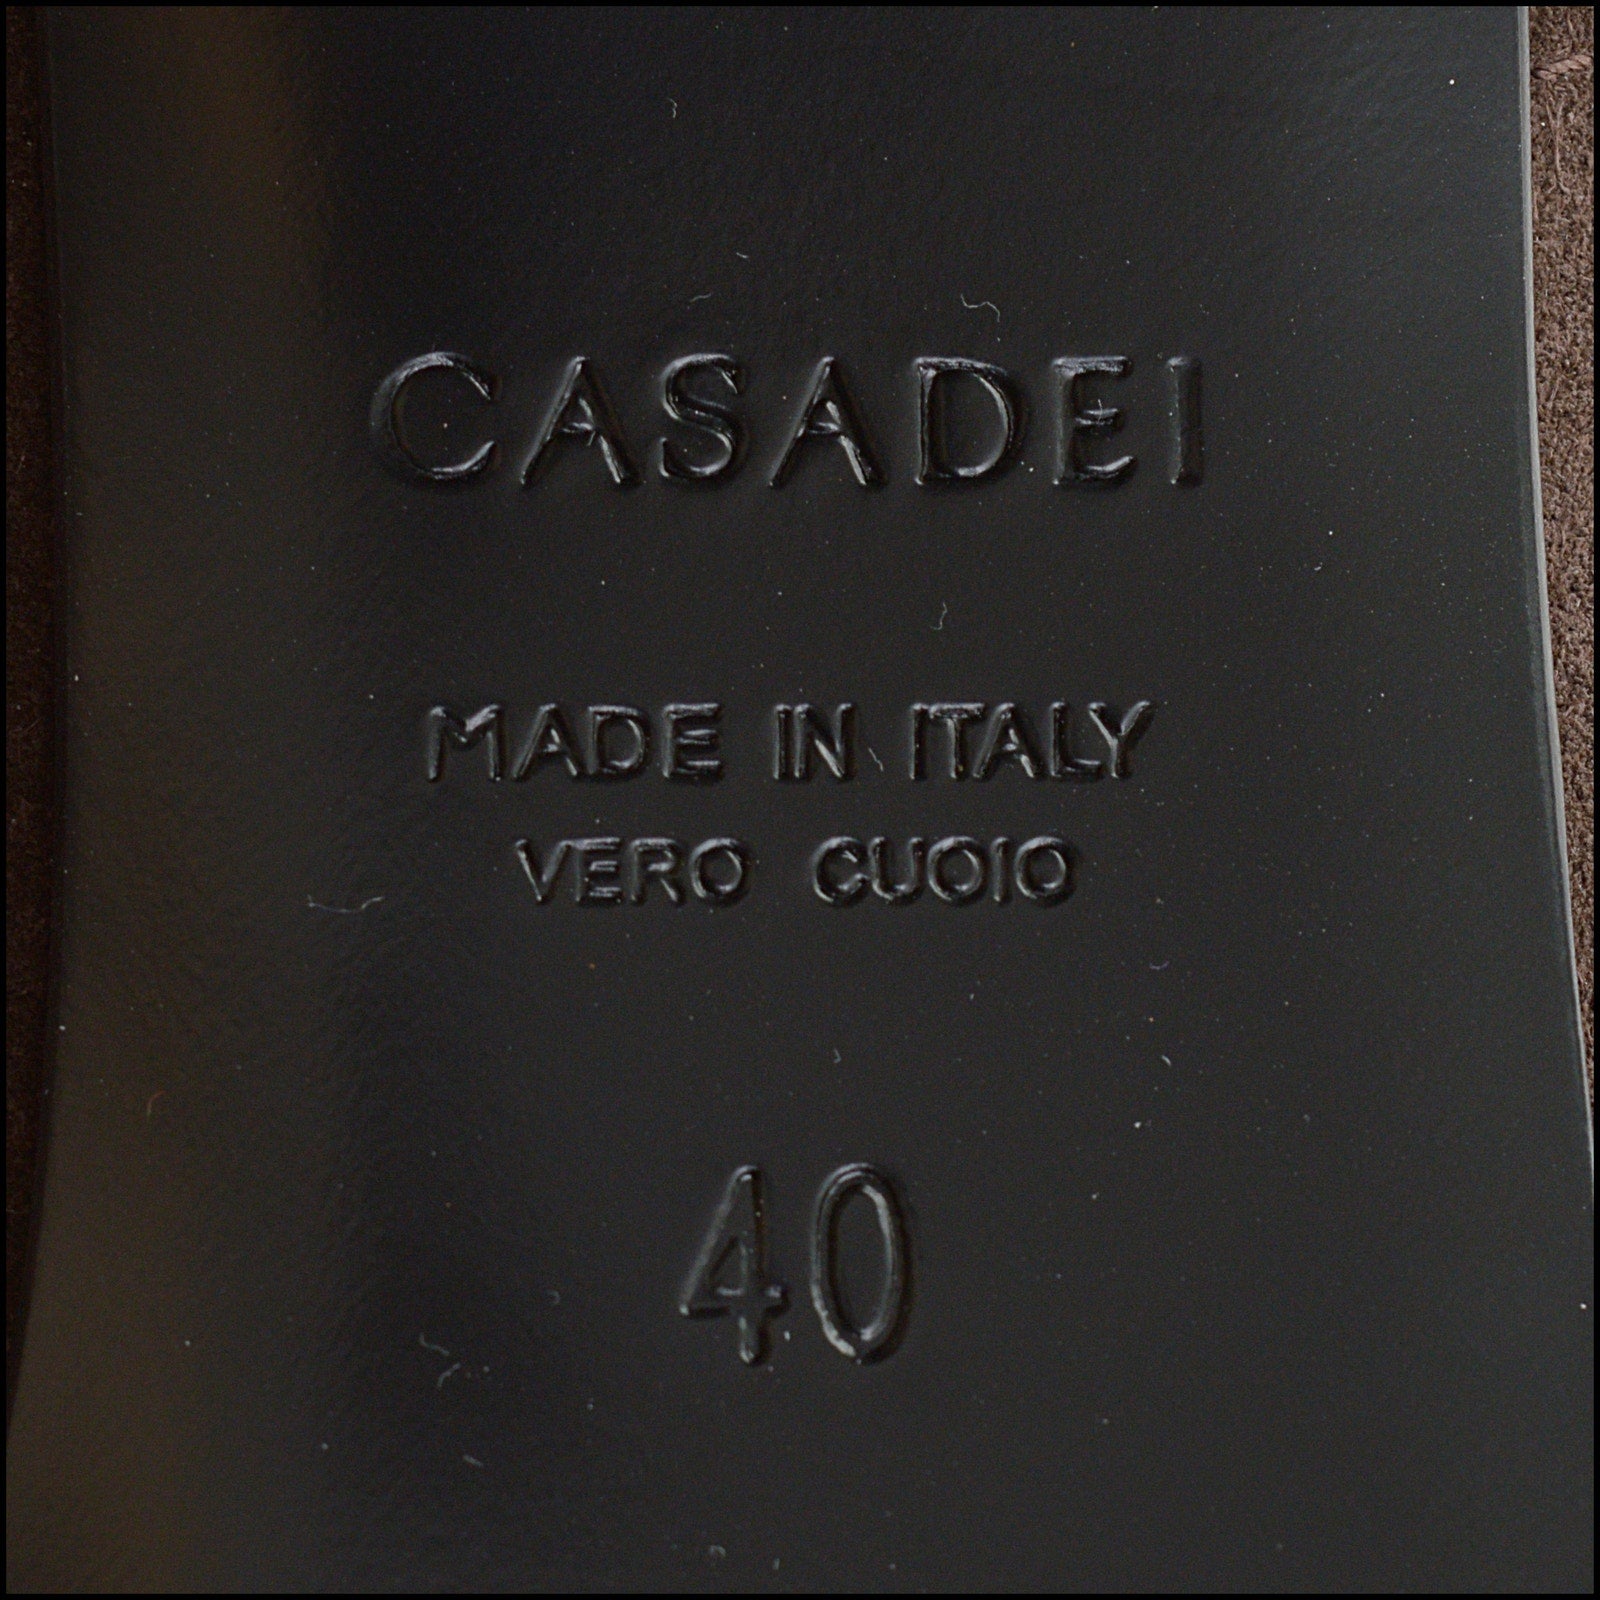 CASADEI
MADE IN ITALY
VERO CUOIO
40